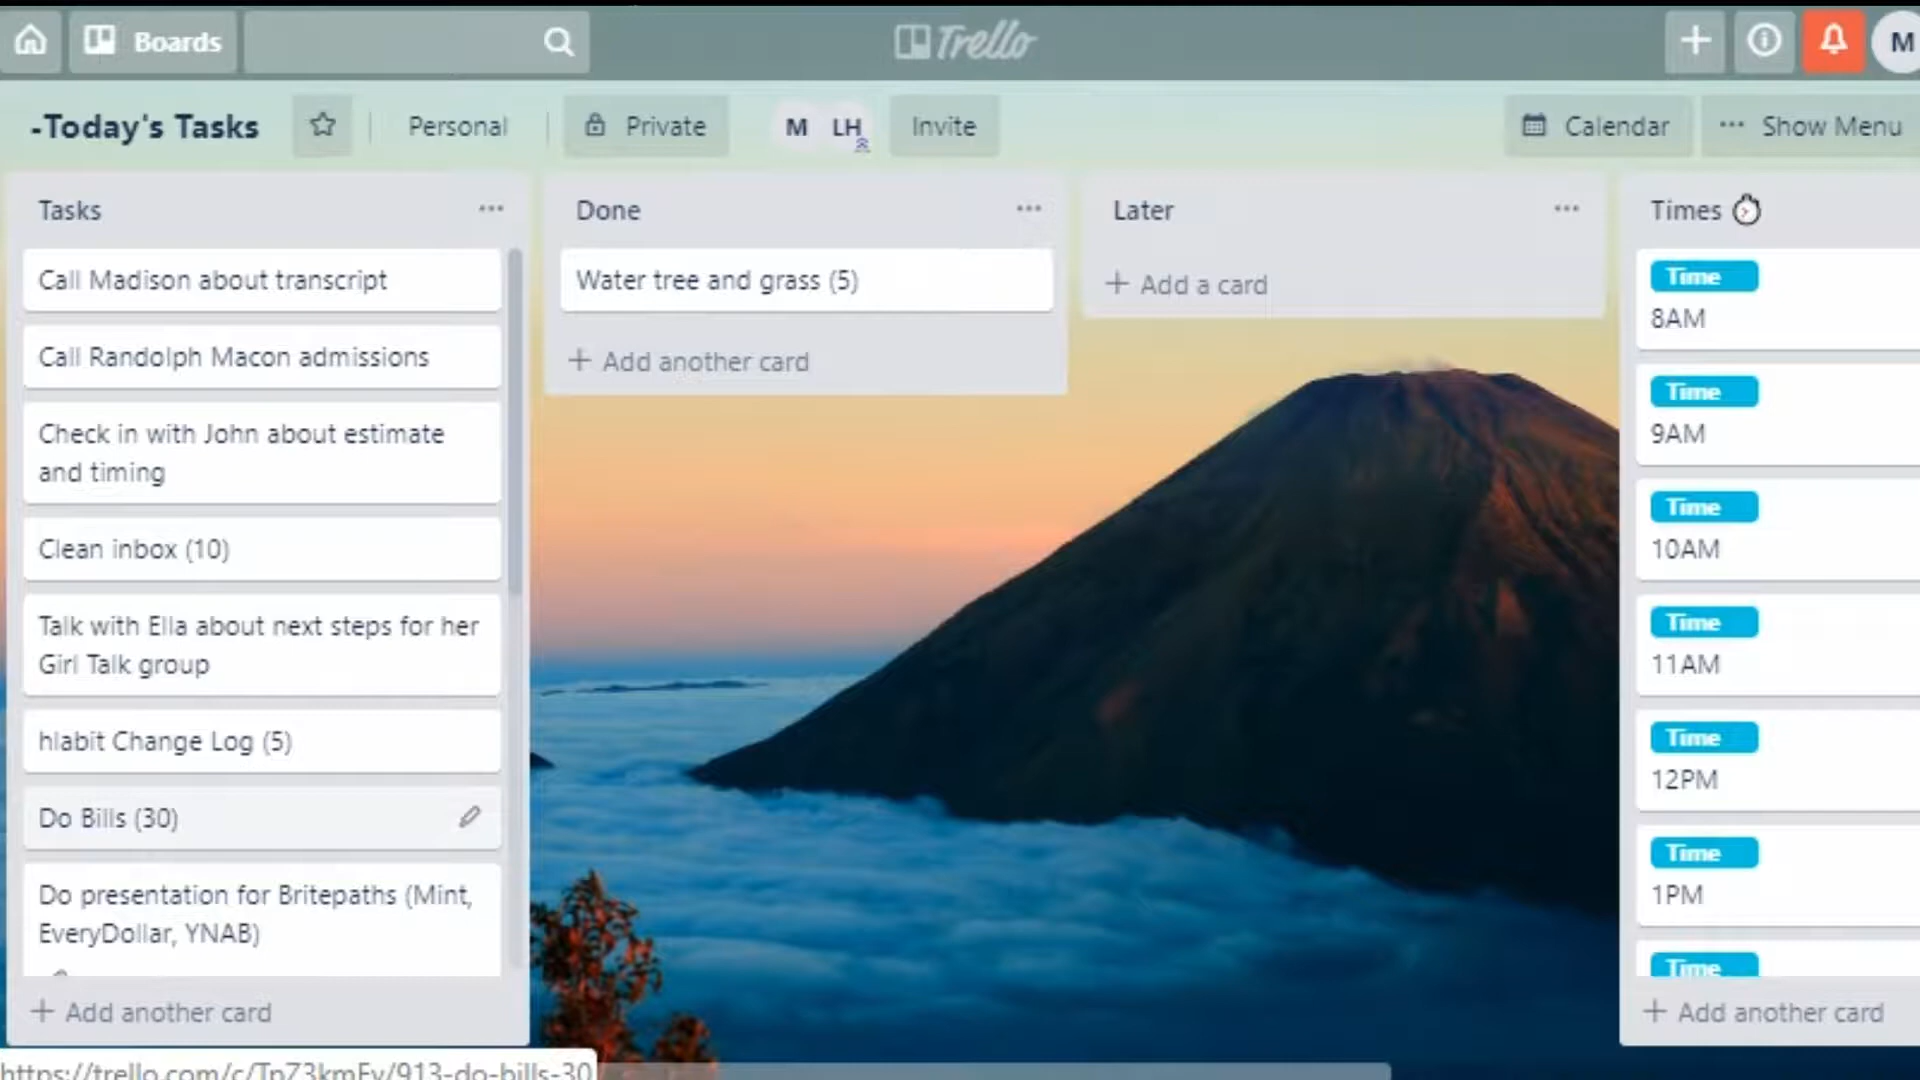 Boards
Trello
M
-Today's Tasks
Personal
Private
M
LH
Invite
Calendar
Show Menu
Tasks
Call Madison about transcript
Call Randolph Macon admissions
Check in with John about estimate
and timing
Clean inbox (10)
Talk with Ella about next steps for her
Girl Talk group
hlabit Change Log (5)
Do Bills (30)
Do presentation for Britepaths (Mint,
EveryDollar, YNAB)
+ Add another card
Done
Water tree and grass (5)
+ Add another card
Later
+ Add a card
Times
Time
8AM
Time
9AM
Time
10AM
Time
11AM
Time
12PM
Time
1PM
Time
+ Add another card
https://trello.com/c/TpZ3kmFv/913-do-bills-30